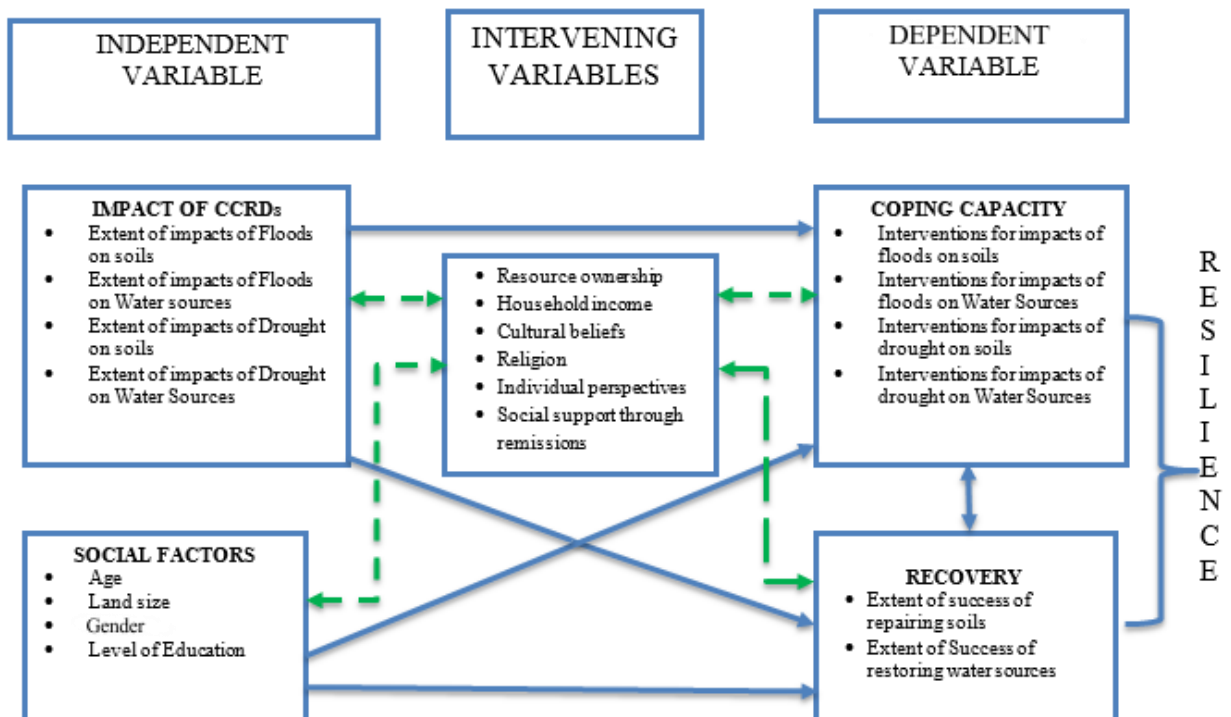 INDEPENDENT
VARIABLE
INTERVENING
VARIABLES
DEPENDENT
VARIABLE
IMPACT OF CCRDs
• Extent of impacts of Floods
on soils
• Extent of impacts of Floods
on Water sources
• Extent of impacts of Drought
on soils
• Extent of impacts of Drought
on Water Sources
• Resource ownership
• Household income
• Cultural beliefs
• Religion
• Individual perspectives
• Social support through
remissions
COPING CAPACITY
• Interventions for impacts of
floods on soils
• Interventions for impacts of
floods on Water Sources
• Interventions for impacts of
drought on soils
• Interventions for impacts of
drought on Water Sources
SOCIAL FACTORS
• Age
• Land size
• Gender
• Level of Education
RECOVERY
• Extent of success of
repairing soils
• Extent of Success of
restoring water sources
R
E
S
I
L
I
E
N
C
E